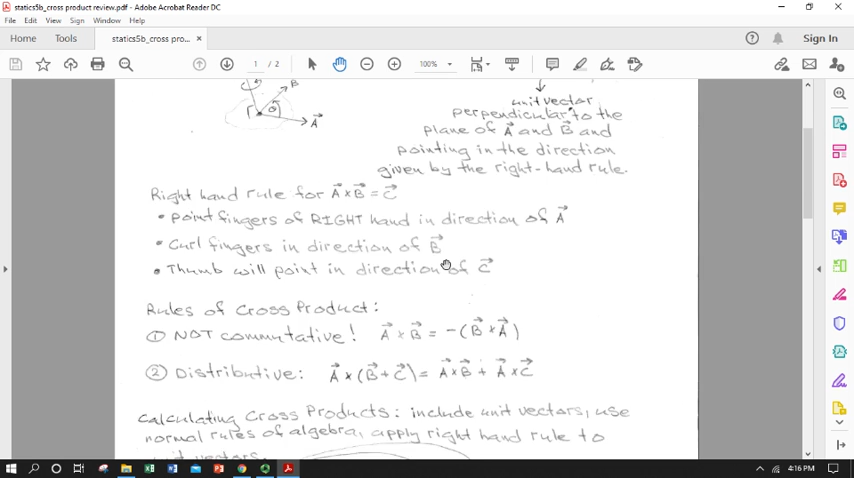 statics5b_cross product review.pdf - Adobe Acrobat Reader DC
File Edit View Sign Window Help
Home Tools statics5b_cross pro... × Sign In
1 / 2 100%
B
θ
A⃗
unit vector
perpendicular to the
plane of A⃗ and B⃗ and
pointing in the direction
given by the right-hand rule.
Right hand rule for A⃗ × B⃗ = C⃗
• Point fingers of RIGHT hand in direction of A⃗
• Curl fingers in direction of B⃗
• Thumb will point in direction of C⃗
Rules of Cross Product:
① NOT commutative! A⃗ × B⃗ = -(B⃗ × A⃗)
② Distributive: A⃗ × (B⃗ + C⃗) = A⃗ × B⃗ + A⃗ × C⃗
Calculating Cross Products: include unit vectors, use
normal rules of algebra, apply right hand rule to
unit vectors.
4:16 PM